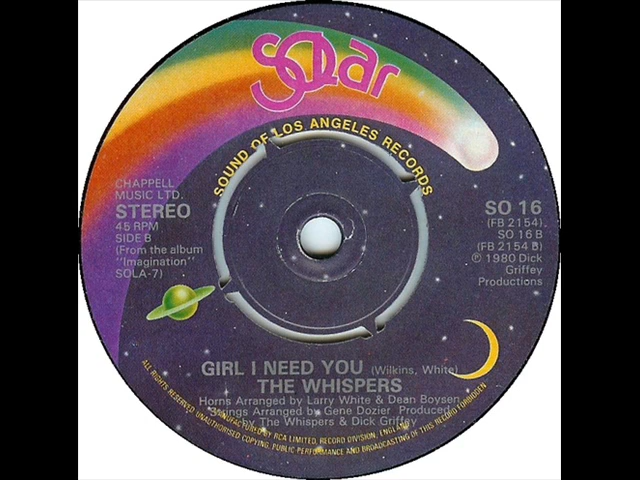 Solar
SOUND OF LOS ANGELES RECORDS
CHAPPELL
MUSIC LTD.
STEREO
45 RPM
SIDE B
(From the album
"Imagination"
SOLA-7)
SO 16
(FB 2154)
SO 16 B
(FB 2154 B)
℗ 1980 Dick
Griffey
Productions
GIRL I NEED YOU (Wilkins, White)
THE WHISPERS
Horns Arranged by Larry White & Dean Boysen
Strings Arranged by Gene Dozier Produced
by The Whispers & Dick Griffey
MANUFACTURED BY RCA LIMITED, RECORD DIVISION, ENGLAND
ALL RIGHTS RESERVED. UNAUTHORISED COPYING, PUBLIC PERFORMANCE AND BROADCASTING OF THIS RECORD FORBIDDEN